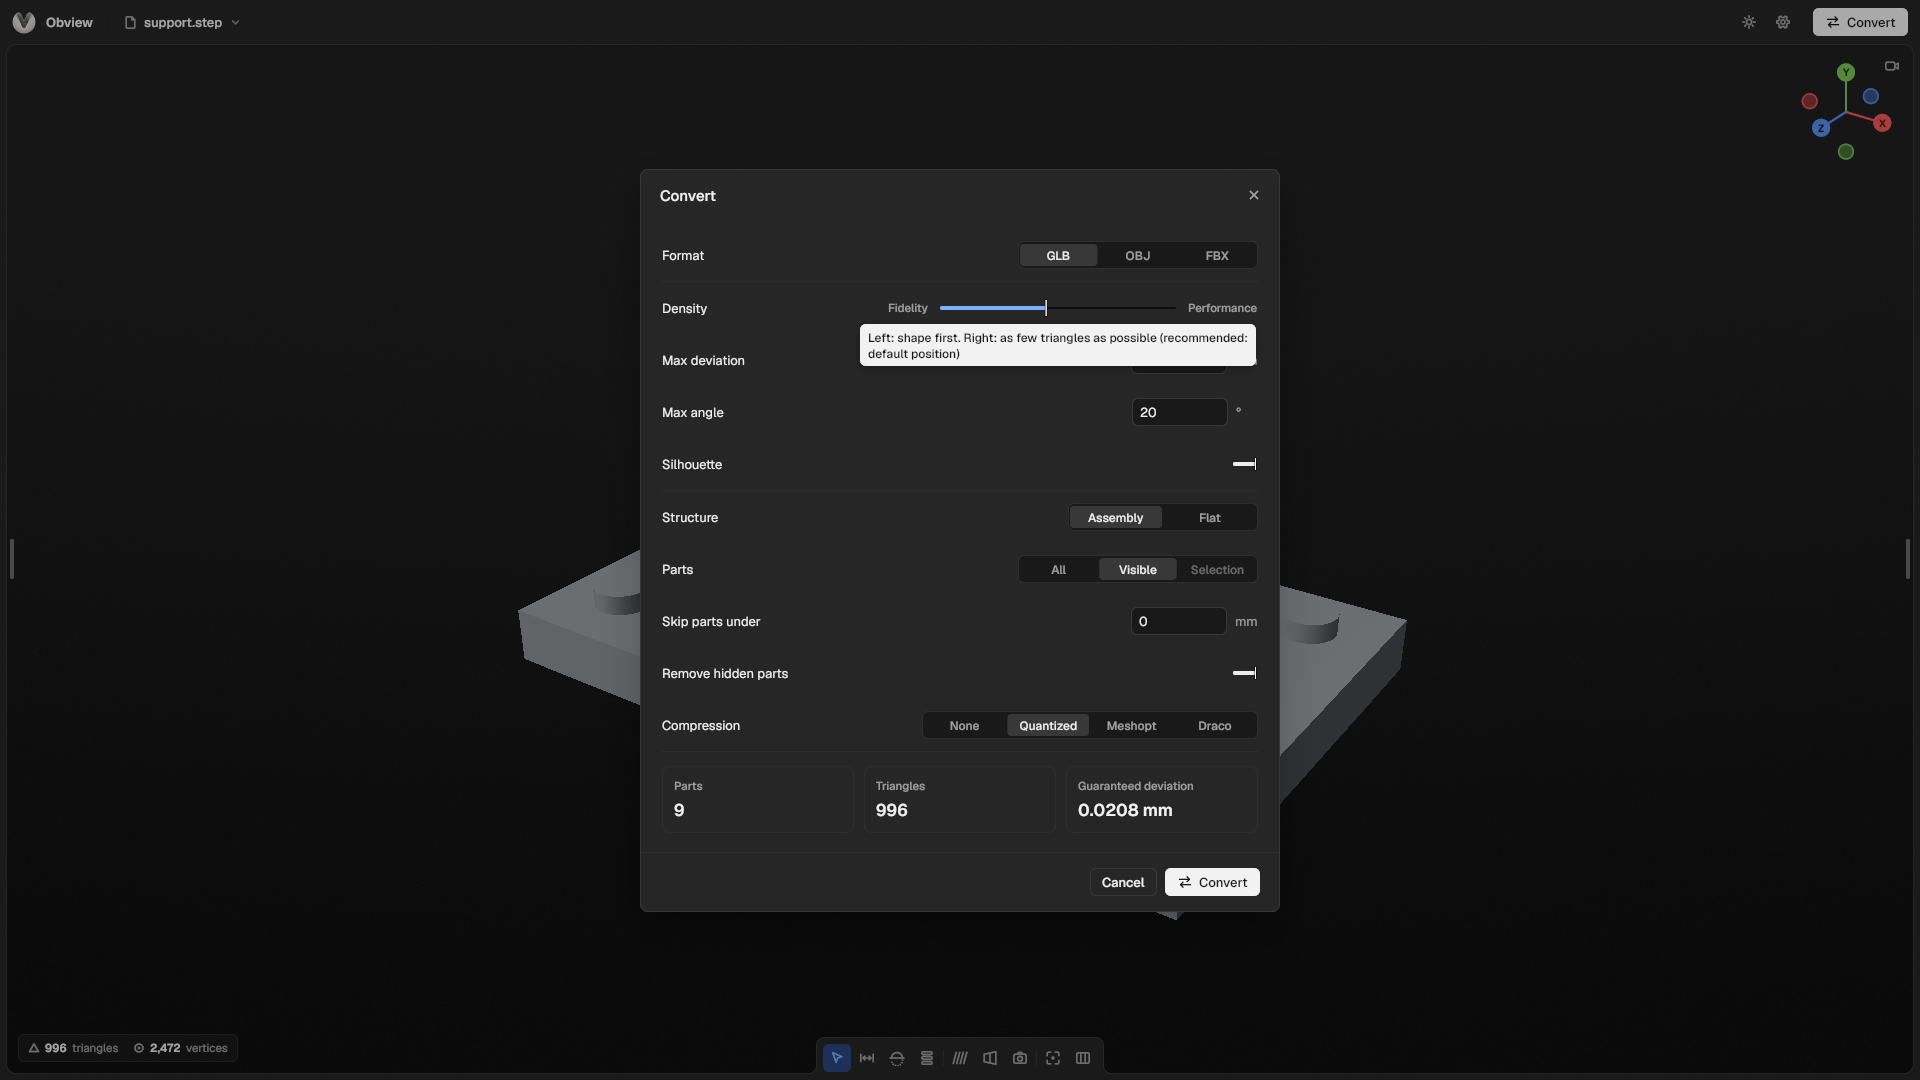 Obview
support.step
Convert
Y
X
Z
Convert
Format
GLB
OBJ
FBX
Density
Fidelity
Performance
Left: shape first. Right: as few triangles as possible (recommended:
default position)
Max deviation
Max angle
20
°
Silhouette
Structure
Assembly
Flat
Parts
All
Visible
Selection
Skip parts under
0
mm
Remove hidden parts
Compression
None
Quantized
Meshopt
Draco
Parts
Triangles
Guaranteed deviation
9
996
0.0208 mm
Cancel
Convert
996 triangles
2,472 vertices